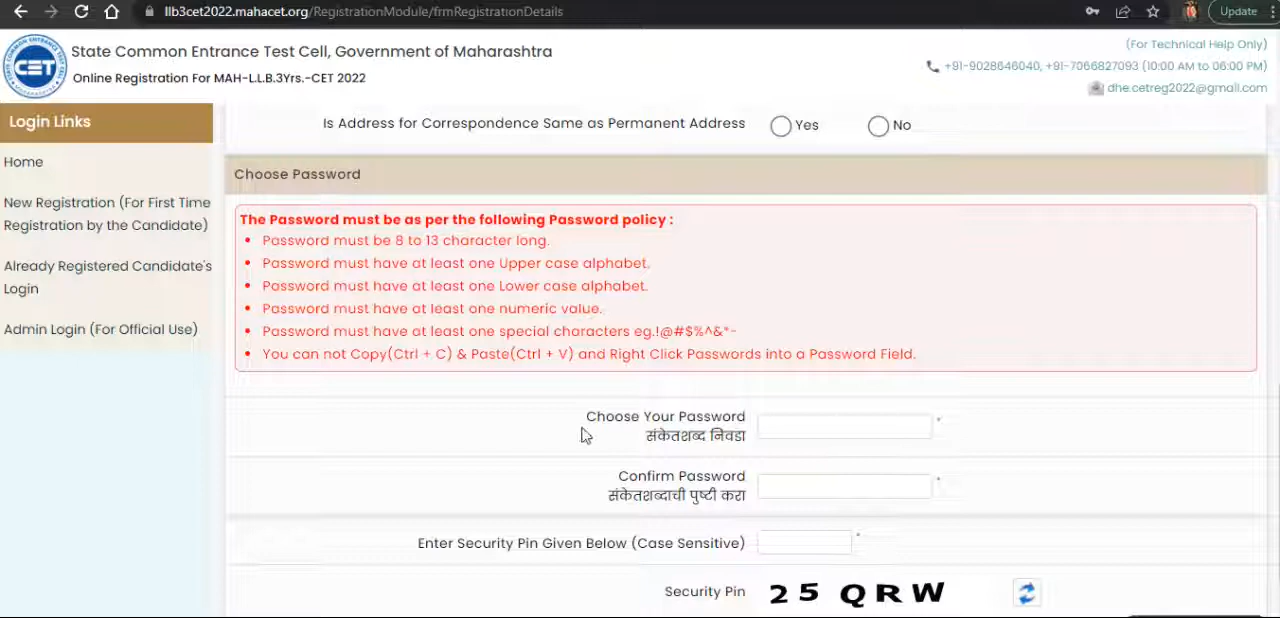 llb3cet2022.mahacet.org/RegistrationModule/frmRegistrationDetails
Update
State Common Entrance Test Cell, Government of Maharashtra
Online Registration For MAH-L.L.B.3Yrs.-CET 2022
(For Technical Help Only)
+91-9028646040, +91-7066827093 (10:00 AM to 06:00 PM)
dhe.cetreg2022@gmail.com
CET
Login Links
Home
New Registration (For First Time
Registration by the Candidate)
Already Registered Candidate's
Login
Admin Login (For Official Use)
Is Address for Correspondence Same as Permanent Address Yes No
Choose Password
The Password must be as per the following Password policy :
Password must be 8 to 13 character long.
Password must have at least one Upper case alphabet.
Password must have at least one Lower case alphabet.
Password must have at least one numeric value.
Password must have at least one special characters eg.!@#$%^&*-
You can not Copy(Ctrl + C) & Paste(Ctrl + V) and Right Click Passwords into a Password Field.
Choose Your Password *
संकेतशब्द निवडा
Confirm Password *
संकेतशब्दाची पुष्टी करा
Enter Security Pin Given Below (Case Sensitive) *
Security Pin 25 QRW